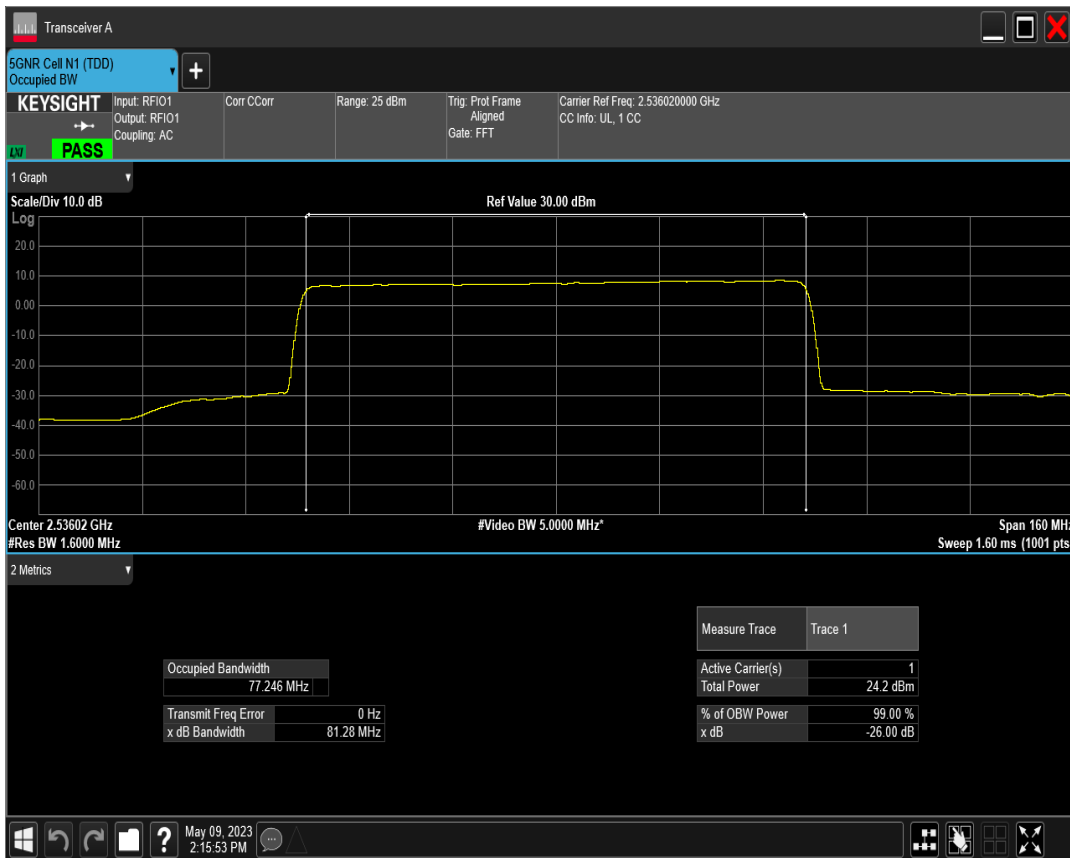 Transceiver A
5GNR Cell N1 (TDD)
Occupied BW
+
KEYSIGHT
LXI
PASS
Input: RFIO1
Output: RFIO1
Coupling: AC
Corr CCorr
Range: 25 dBm
Trig: Prot Frame
Aligned
Gate: FFT
Carrier Ref Freq: 2.536020000 GHz
CC Info: UL, 1 CC
1 Graph
Scale/Div 10.0 dB
Ref Value 30.00 dBm
Log
20.0
10.0
0.00
-10.0
-20.0
-30.0
-40.0
-50.0
-60.0
Center 2.53602 GHz
#Video BW 5.0000 MHz*
Span 160 MHz
#Res BW 1.6000 MHz
Sweep 1.60 ms (1001 pts
2 Metrics
Measure Trace Trace 1
Occupied Bandwidth
77.246 MHz
Active Carrier(s) 1
Total Power 24.2 dBm
Transmit Freq Error 0 Hz
x dB Bandwidth 81.28 MHz
% of OBW Power 99.00 %
x dB -26.00 dB
?
May 09, 2023
2:15:53 PM